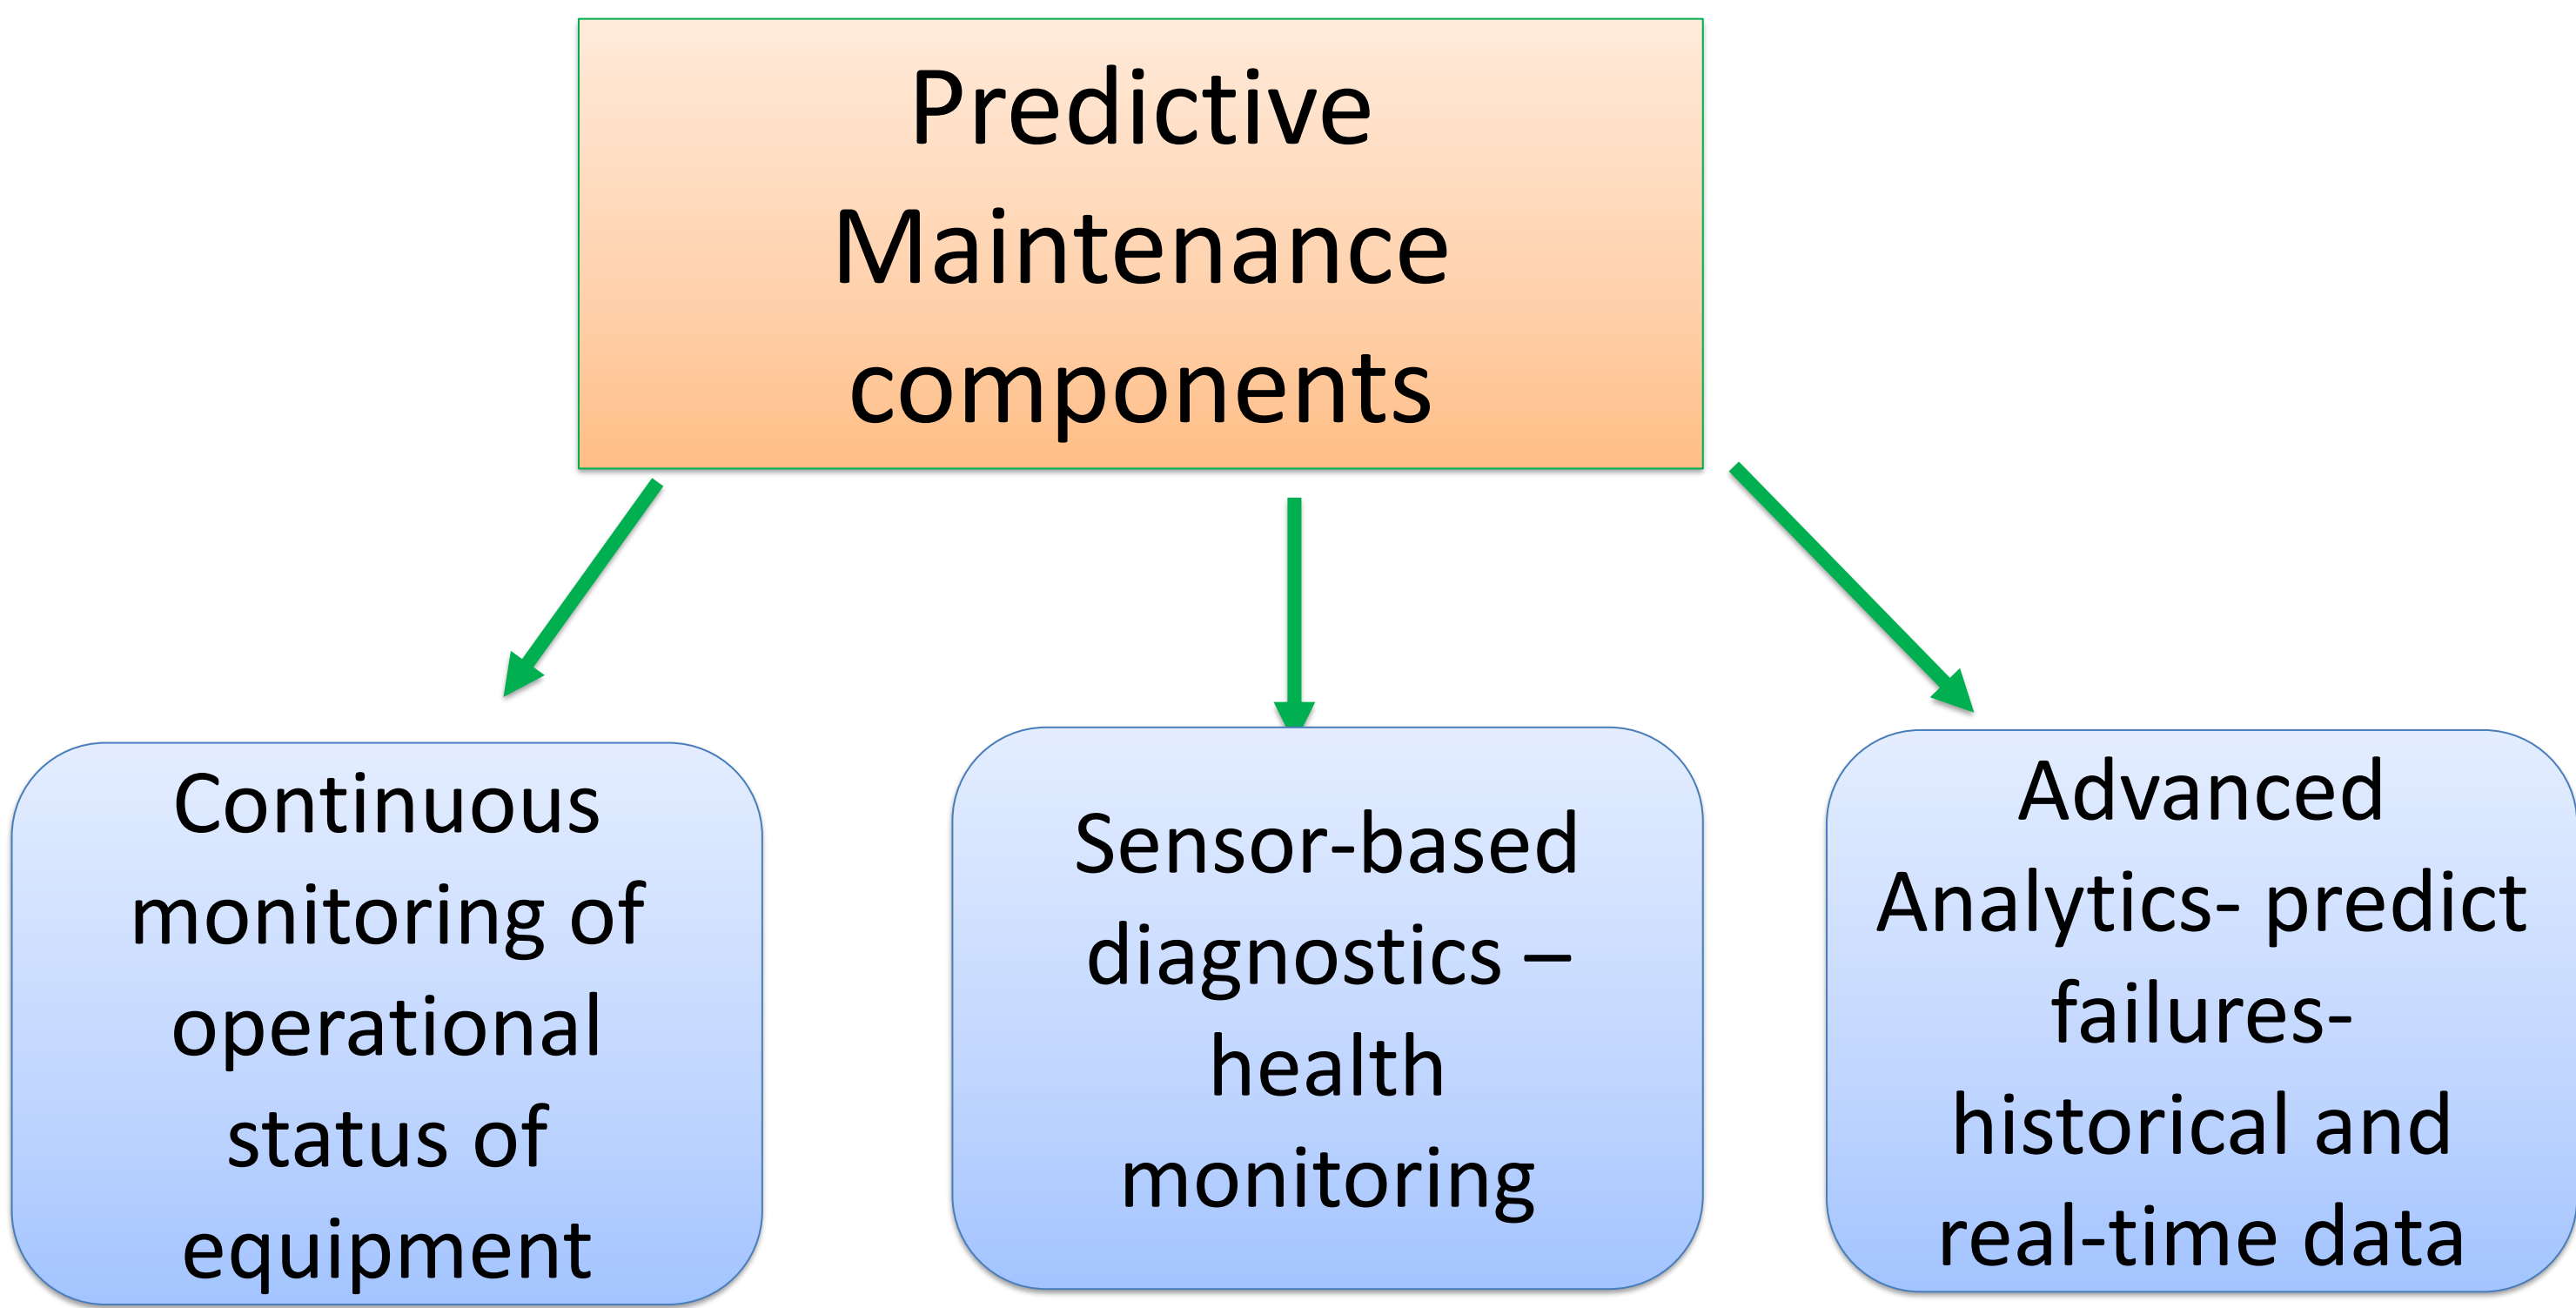 Predictive
Maintenance
components
Continuous
monitoring of
operational
status of
equipment
Sensor-based
diagnostics –
health
monitoring
Advanced
Analytics- predict
failures-
historical and
real-time data